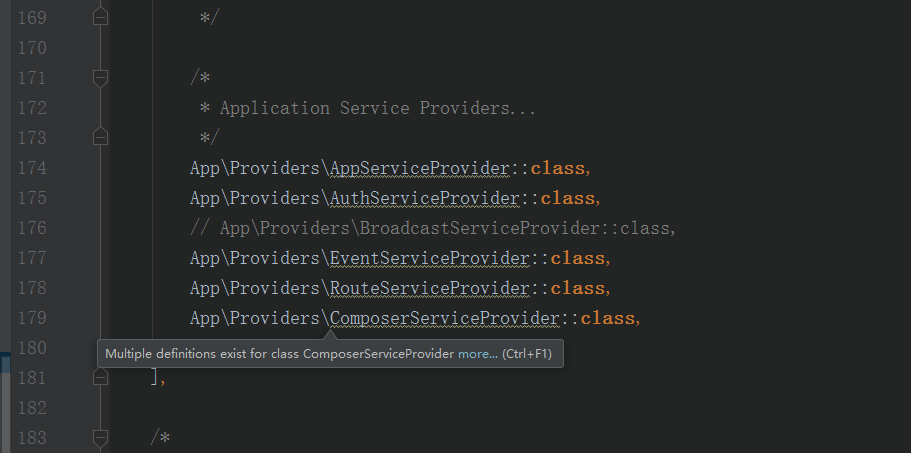 169 */
170
171 /*
172 * Application Service Providers...
173 */
174 App\Providers\AppServiceProvider::class,
175 App\Providers\AuthServiceProvider::class,
176 // App\Providers\BroadcastServiceProvider::class,
177 App\Providers\EventServiceProvider::class,
178 App\Providers\RouteServiceProvider::class,
179 App\Providers\ComposerServiceProvider::class,
180
Multiple definitions exist for class ComposerServiceProvider more... (Ctrl+F1)
181 ],
182
183 /*